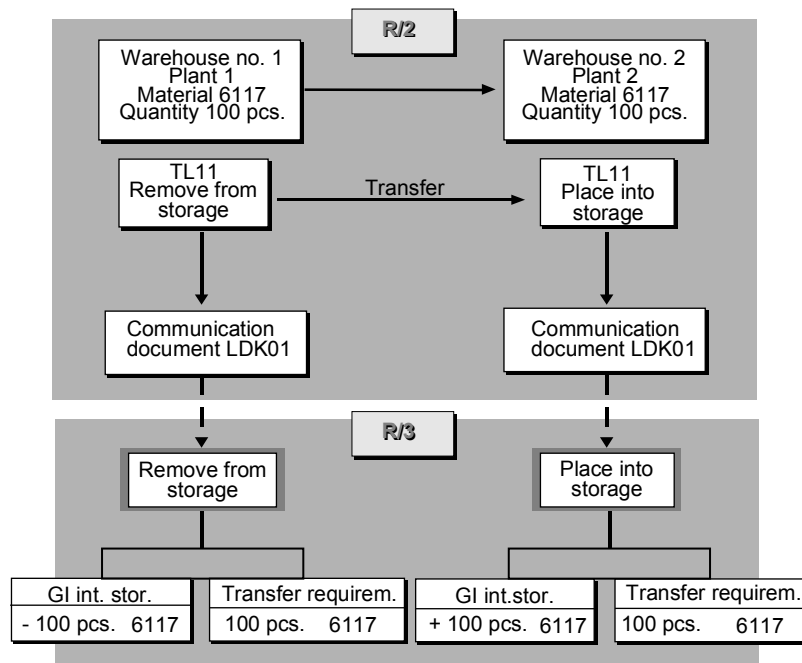 R/2
Warehouse no. 1
Plant 1
Material 6117
Quantity 100 pcs.
Warehouse no. 2
Plant 2
Material 6117
Quantity 100 pcs.
TL11
Remove from
storage
Transfer
TL11
Place into
storage
Communication
document LDK01
Communication
document LDK01
R/3
Remove from
storage
Place into
storage
GI int. stor.
- 100 pcs. 6117
Transfer requirem.
100 pcs. 6117
GI int.stor.
+ 100 pcs. 6117
Transfer requirem.
100 pcs. 6117